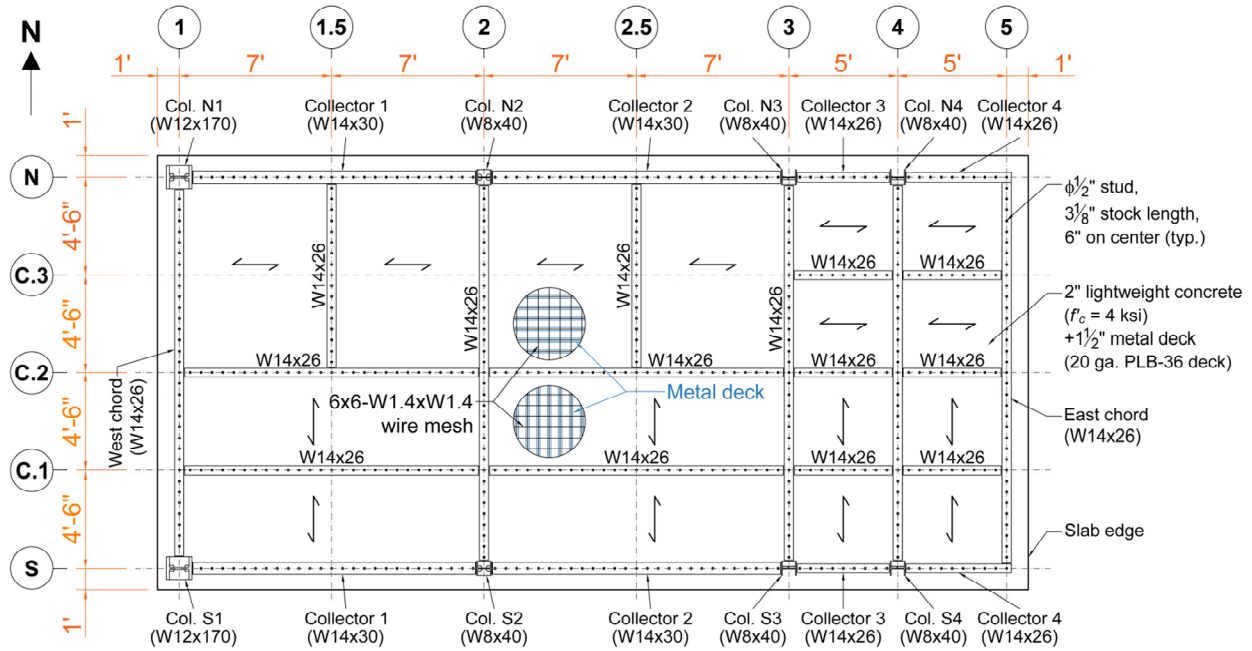 N
1
1.5
2
2.5
3
4
5
1'
7'
7'
7'
7'
5'
5'
1'
Col. N1
(W12x170)
Collector 1
(W14x30)
Col. N2
(W8x40)
Collector 2
(W14x30)
Col. N3
(W8x40)
Collector 3
(W14x26)
Col. N4
(W8x40)
Collector 4
(W14x26)
1'
N
4'-6"
C.3
4'-6"
C.2
4'-6"
C.1
4'-6"
S
1'
W14x26
W14x26
W14x26
W14x26
W14x26
W14x26
W14x26
W14x26
W14x26
W14x26
West chord
(W14x26)
6x6-W1.4xW1.4
wire mesh
Metal deck
W14x26
W14x26
W14x26
W14x26
ϕ½" stud,
3⅛" stock length,
6" on center (typ.)
2" lightweight concrete
(f'c = 4 ksi)
+1½" metal deck
(20 ga. PLB-36 deck)
East chord
(W14x26)
Slab edge
Col. S1
(W12x170)
Collector 1
(W14x30)
Col. S2
(W8x40)
Collector 2
(W14x30)
Col. S3
(W8x40)
Collector 3
(W14x26)
Col. S4
(W8x40)
Collector 4
(W14x26)